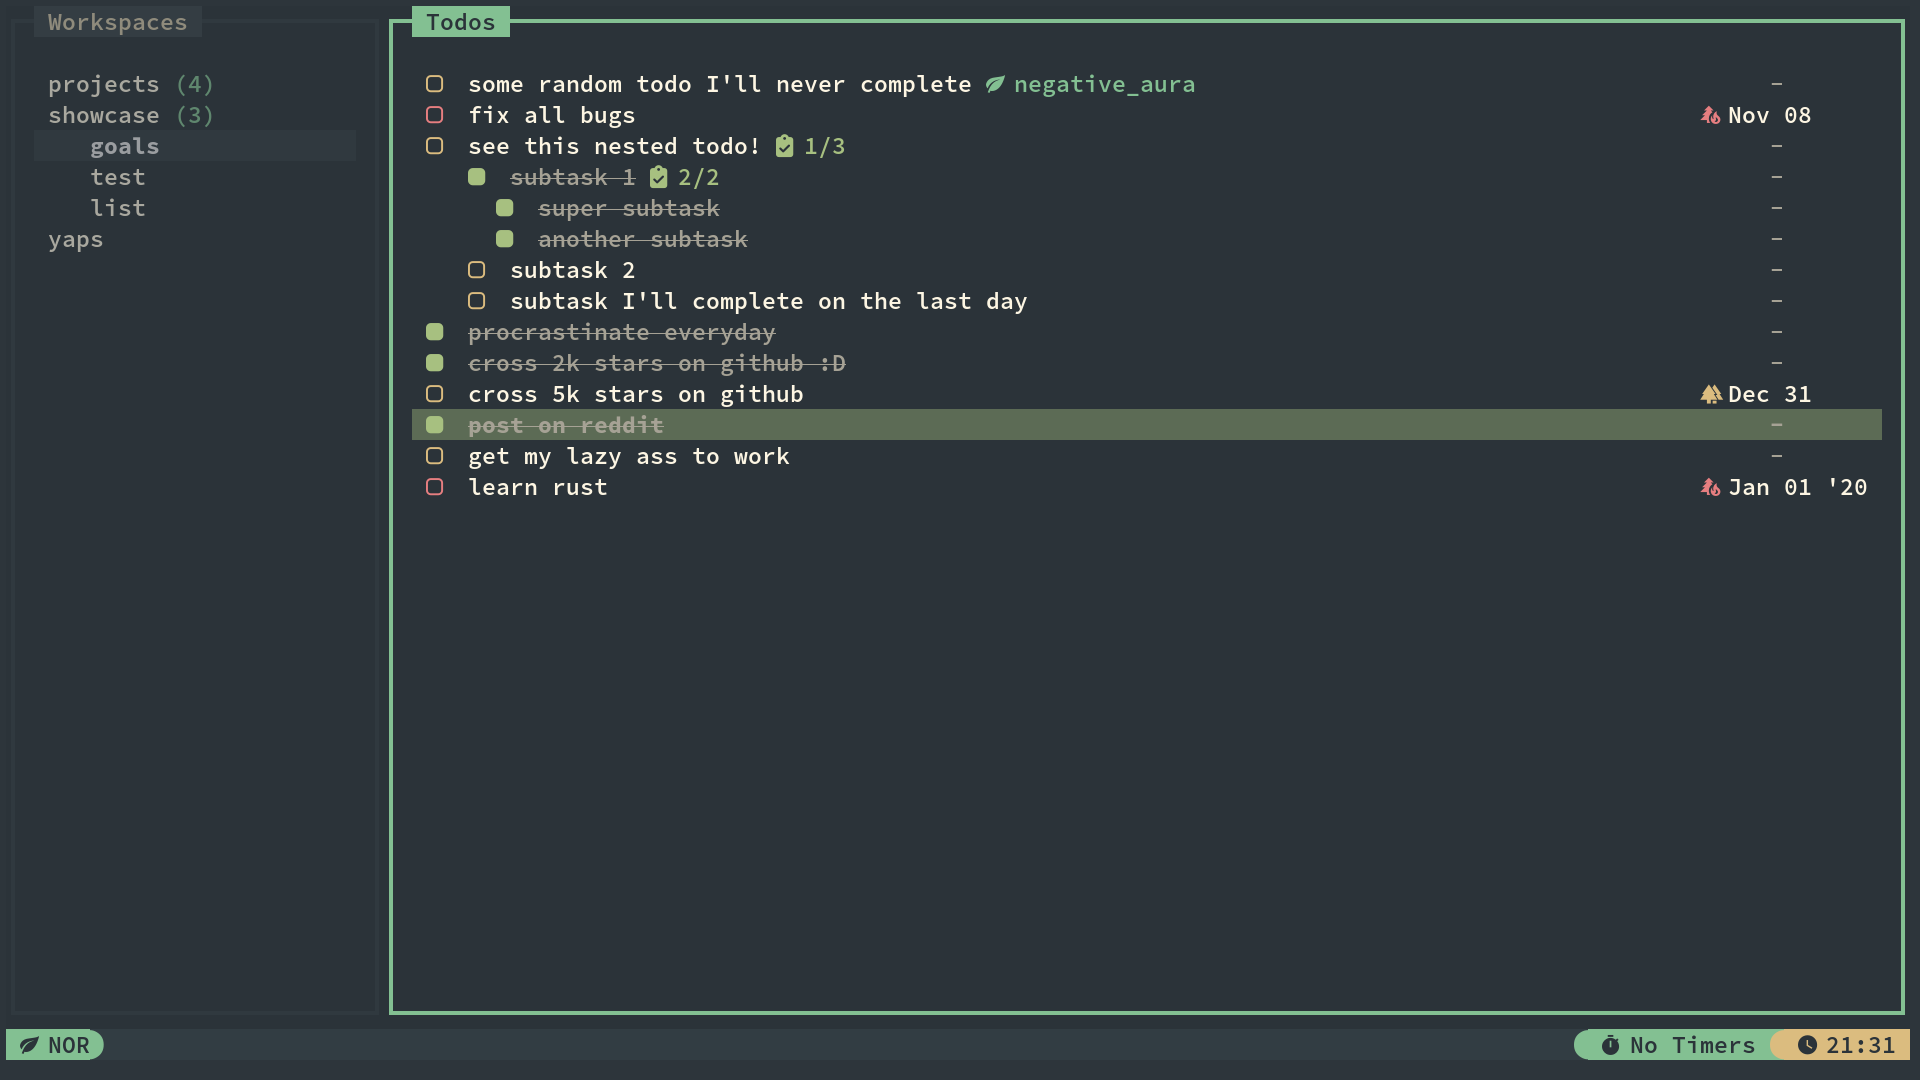 Workspaces
projects (4)
showcase (3)
goals
test
list
yaps
Todos
some random todo I'll never complete negative_aura –
fix all bugs Nov 08
see this nested todo! 1/3 –
subtask 1 2/2 –
super subtask –
another subtask –
subtask 2 –
subtask I'll complete on the last day –
procrastinate everyday –
cross 2k stars on github :D –
cross 5k stars on github Dec 31
post on reddit –
get my lazy ass to work –
learn rust Jan 01 '20
NOR
No Timers 21:31